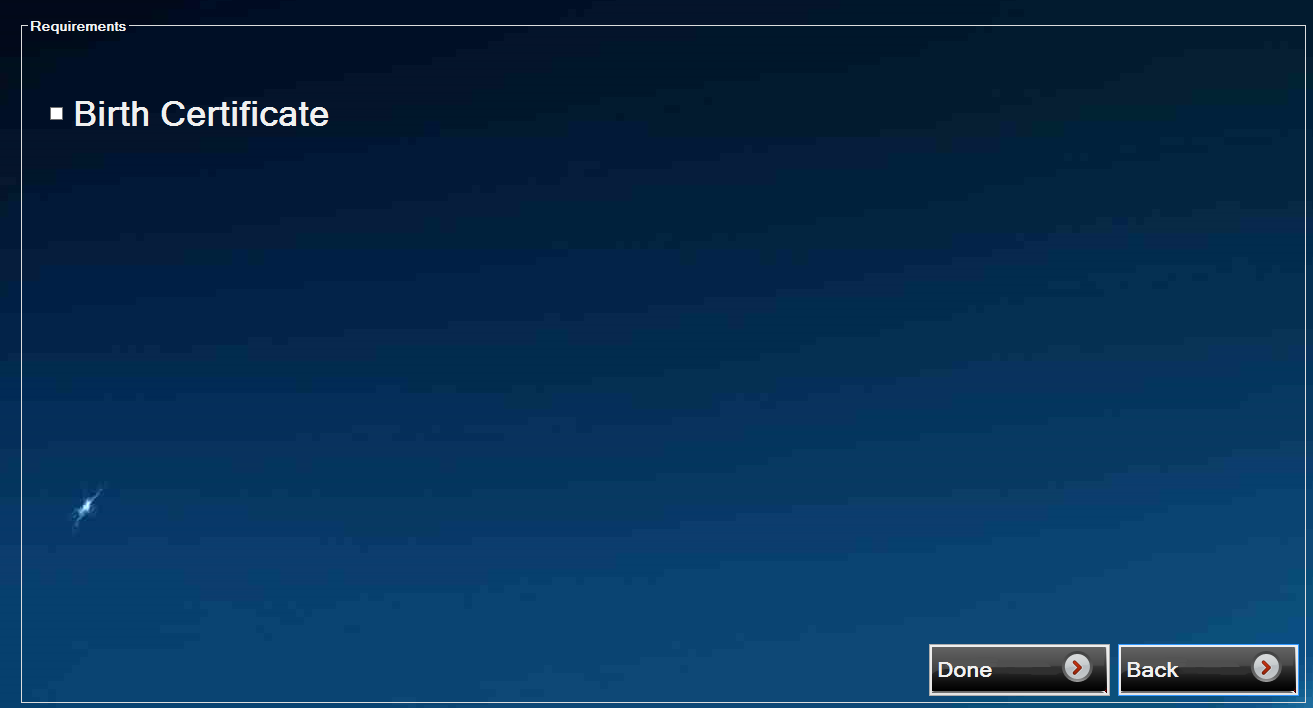 Requirements
Birth Certificate
Done
Back